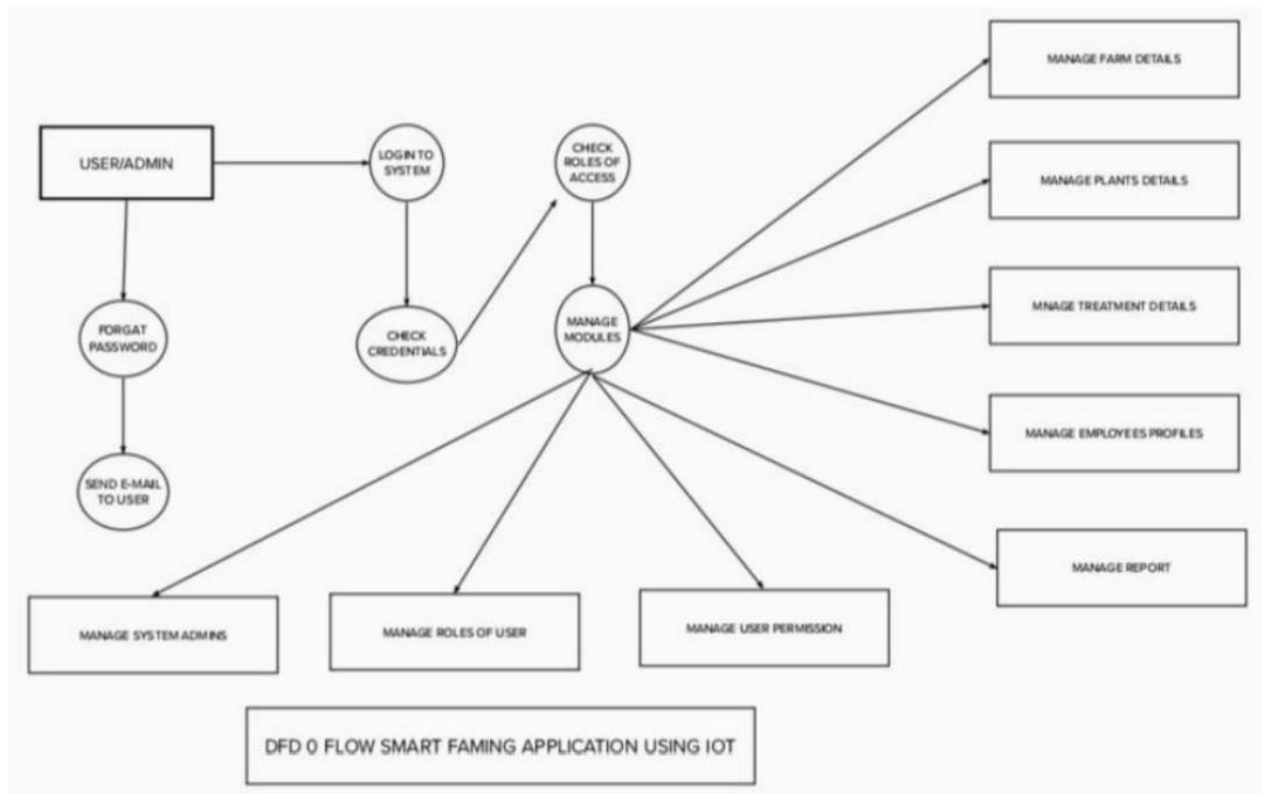 MANAGE FARM DETAILS
USER/ADMIN
LOGIN TO
SYSTEM
CHECK
ROLES OF
ACCESS
MANAGE PLANTS DETAILS
MNAGE TREATMENT DETAILS
FORGAT
PASSWORD
CHECK
CREDENTIALS
MANAGE
MODULES
MANAGE EMPLOYEES PROFILES
SEND E-MAIL
TO USER
MANAGE REPORT
MANAGE SYSTEM ADMINS
MANAGE ROLES OF USER
MANAGE USER PERMISSION
DFD 0 FLOW SMART FAMING APPLICATION USING IOT